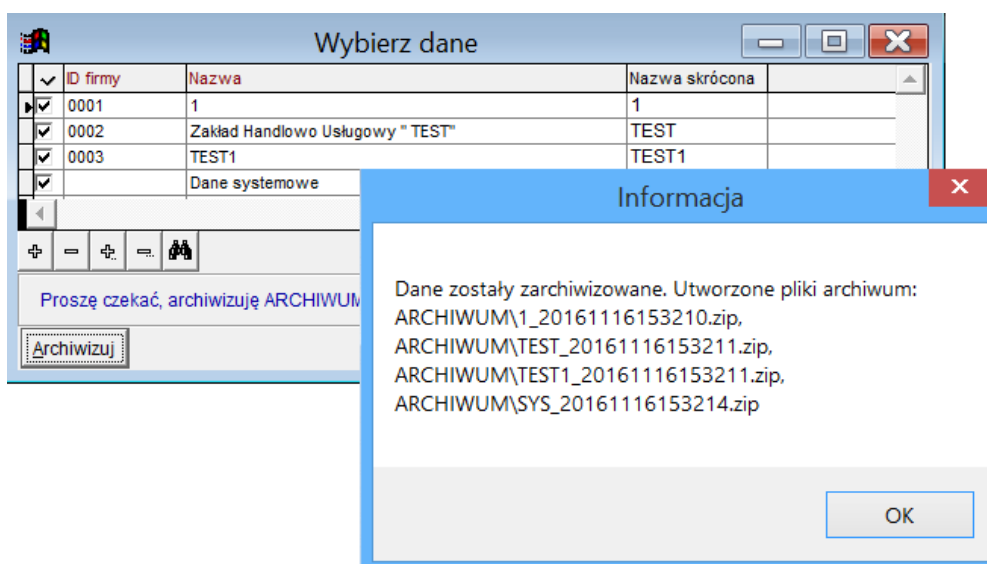 Wybierz dane
ID firmy Nazwa Nazwa skrócona
0001 1 1
0002 Zakład Handlowo Usługowy " TEST" TEST
0003 TEST1 TEST1
Dane systemowe
Proszę czekać, archiwizuję ARCHIWUM
Archiwizuj
Informacja
Dane zostały zarchiwizowane. Utworzone pliki archiwum:
ARCHIWUM\1_20161116153210.zip,
ARCHIWUM\TEST_20161116153211.zip,
ARCHIWUM\TEST1_20161116153211.zip,
ARCHIWUM\SYS_20161116153214.zip
OK